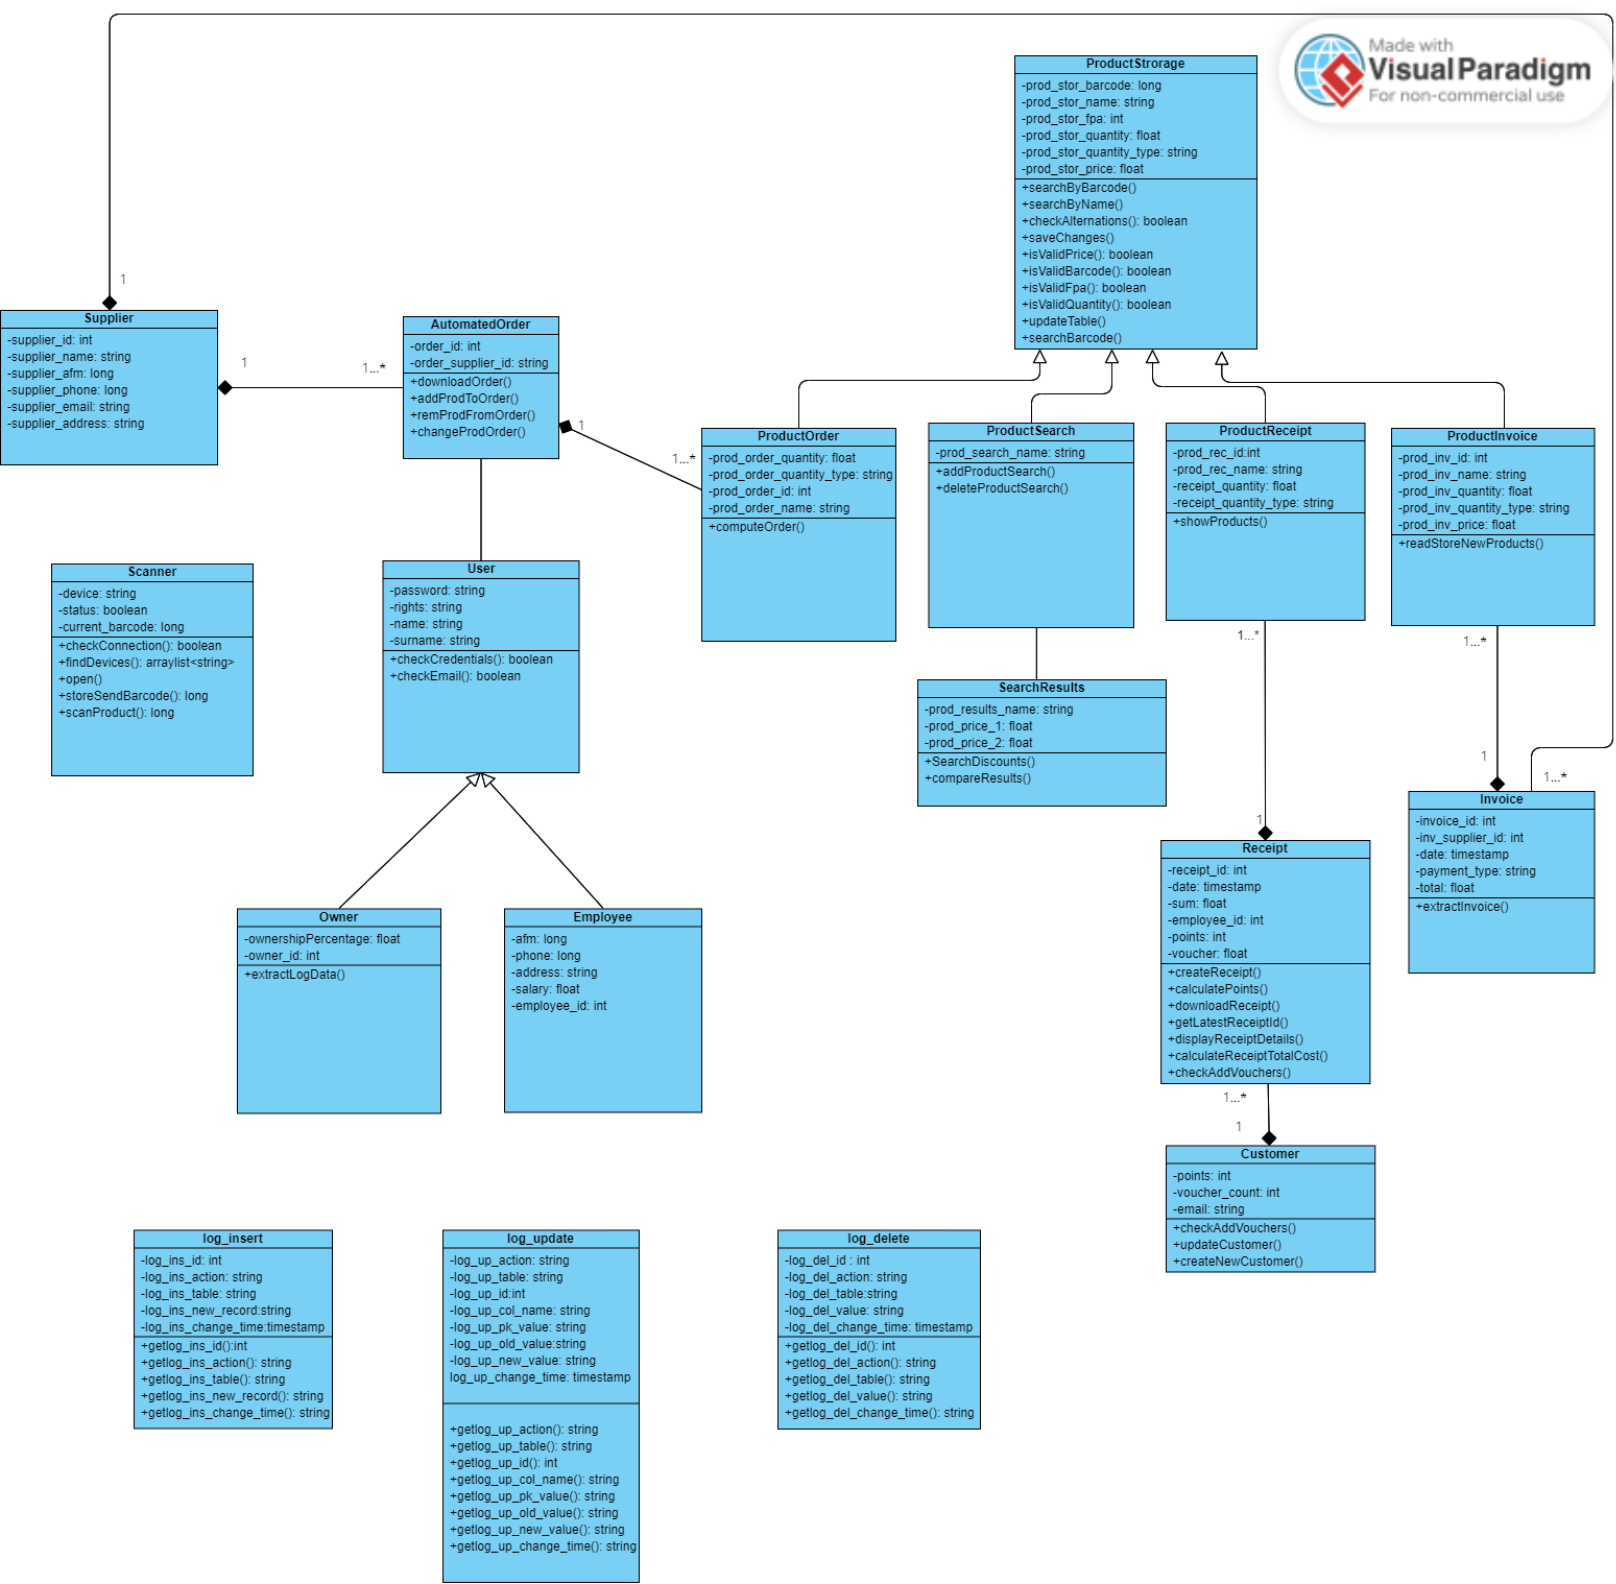 Made with
Visual Paradigm
For non-commercial use
ProductStrorage
-prod_stor_barcode: long
-prod_stor_name: string
-prod_stor_fpa: int
-prod_stor_quantity: float
-prod_stor_quantity_type: string
-prod_stor_price: float
+searchByBarcode()
+searchByName()
+checkAlternations(): boolean
+saveChanges()
+isValidPrice(): boolean
+isValidBarcode(): boolean
+isValidFpa(): boolean
+isValidQuantity(): boolean
+updateTable()
+searchBarcode()
1
Supplier
-supplier_id: int
-supplier_name: string
-supplier_afm: long
-supplier_phone: long
-supplier_email: string
-supplier_address: string
1
1...*
AutomatedOrder
-order_id: int
-order_supplier_id: string
+downloadOrder()
+addProdToOrder()
+remProdFromOrder()
+changeProdOrder()
1
1...*
ProductOrder
-prod_order_quantity: float
-prod_order_quantity_type: string
-prod_order_id: int
-prod_order_name: string
+computeOrder()
ProductSearch
-prod_search_name: string
+addProductSearch()
+deleteProductSearch()
ProductReceipt
-prod_rec_id:int
-prod_rec_name: string
-receipt_quantity: float
-receipt_quantity_type: string
+showProducts()
ProductInvoice
-prod_inv_id: int
-prod_inv_name: string
-prod_inv_quantity: float
-prod_inv_quantity_type: string
-prod_inv_price: float
+readStoreNewProducts()
Scanner
-device: string
-status: boolean
-current_barcode: long
+checkConnection(): boolean
+findDevices(): arraylist<string>
+open()
+storeSendBarcode(): long
+scanProduct(): long
User
-password: string
-rights: string
-name: string
-surname: string
+checkCredentials(): boolean
+checkEmail(): boolean
SearchResults
-prod_results_name: string
-prod_price_1: float
-prod_price_2: float
+SearchDiscounts()
+compareResults()
1...*
1
1...*
1
1...*
Invoice
-invoice_id: int
-inv_supplier_id: int
-date: timestamp
-payment_type: string
-total: float
+extractInvoice()
Receipt
-receipt_id: int
-date: timestamp
-sum: float
-employee_id: int
-points: int
-voucher: float
+createReceipt()
+calculatePoints()
+downloadReceipt()
+getLatestReceiptId()
+displayReceiptDetails()
+calculateReceiptTotalCost()
+checkAddVouchers()
Owner
-ownershipPercentage: float
-owner_id: int
+extractLogData()
Employee
-afm: long
-phone: long
-address: string
-salary: float
-employee_id: int
1...*
1
Customer
-points: int
-voucher_count: int
-email: string
+checkAddVouchers()
+updateCustomer()
+createNewCustomer()
log_insert
-log_ins_id: int
-log_ins_action: string
-log_ins_table: string
-log_ins_new_record:string
-log_ins_change_time:timestamp
+getlog_ins_id():int
+getlog_ins_action(): string
+getlog_ins_table(): string
+getlog_ins_new_record(): string
+getlog_ins_change_time(): string
log_update
-log_up_action: string
-log_up_table: string
-log_up_id:int
-log_up_col_name: string
-log_up_pk_value: string
-log_up_old_value:string
-log_up_new_value: string
log_up_change_time: timestamp
+getlog_up_action(): string
+getlog_up_table(): string
+getlog_up_id(): int
+getlog_up_col_name(): string
+getlog_up_pk_value(): string
+getlog_up_old_value(): string
+getlog_up_new_value(): string
+getlog_up_change_time(): string
log_delete
-log_del_id : int
-log_del_action: string
-log_del_table:string
-log_del_value: string
-log_del_change_time: timestamp
+getlog_del_id(): int
+getlog_del_action(): string
+getlog_del_table(): string
+getlog_del_value(): string
+getlog_del_change_time(): string